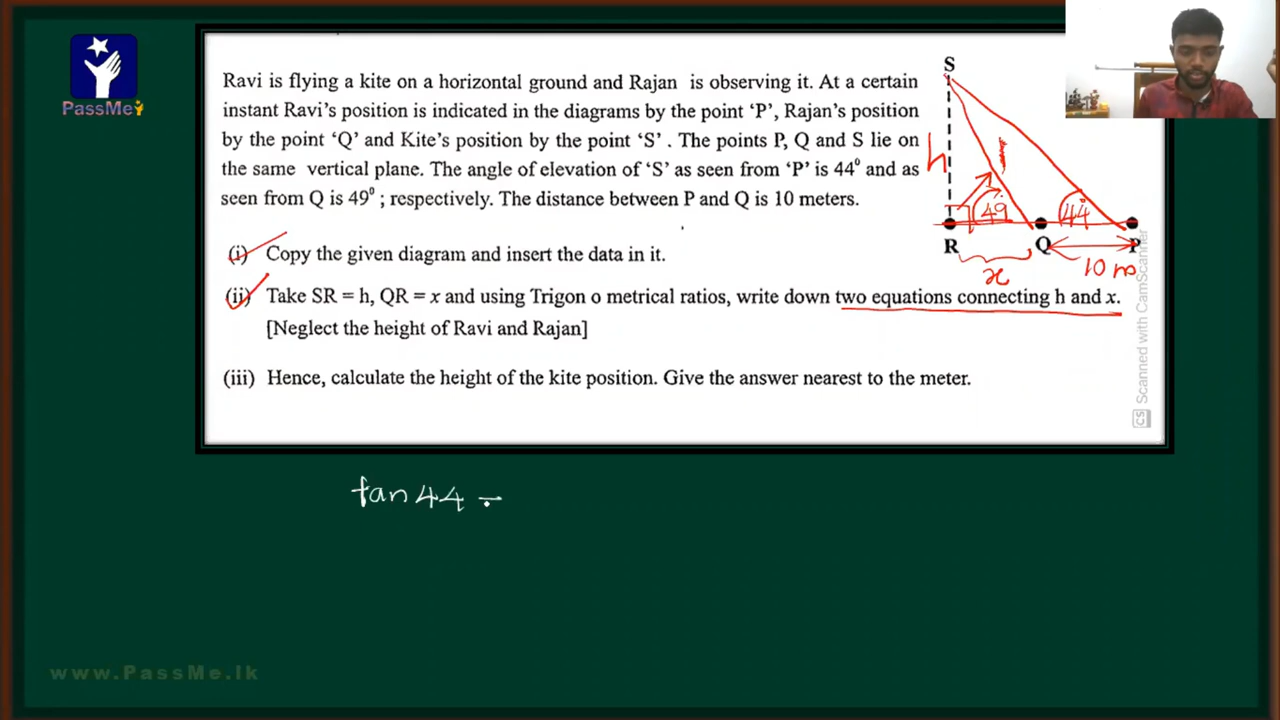 PassMe
Ravi is flying a kite on a horizontal ground and Rajan is observing it. At a certain
instant Ravi's position is indicated in the diagrams by the point 'P', Rajan's position
by the point 'Q' and Kite's position by the point 'S' . The points P, Q and S lie on
the same vertical plane. The angle of elevation of 'S' as seen from 'P' is 44⁰ and as
seen from Q is 49⁰ ; respectively. The distance between P and Q is 10 meters.
(i) Copy the given diagram and insert the data in it.
(ii) Take SR = h, QR = x and using Trigon o metrical ratios, write down two equations connecting h and x.
[Neglect the height of Ravi and Rajan]
(iii) Hence, calculate the height of the kite position. Give the answer nearest to the meter.
S
h
49 44
R Q P
x 10 m
CS Scanned with CamScanner
tan 44 =
www.PassMe.lk